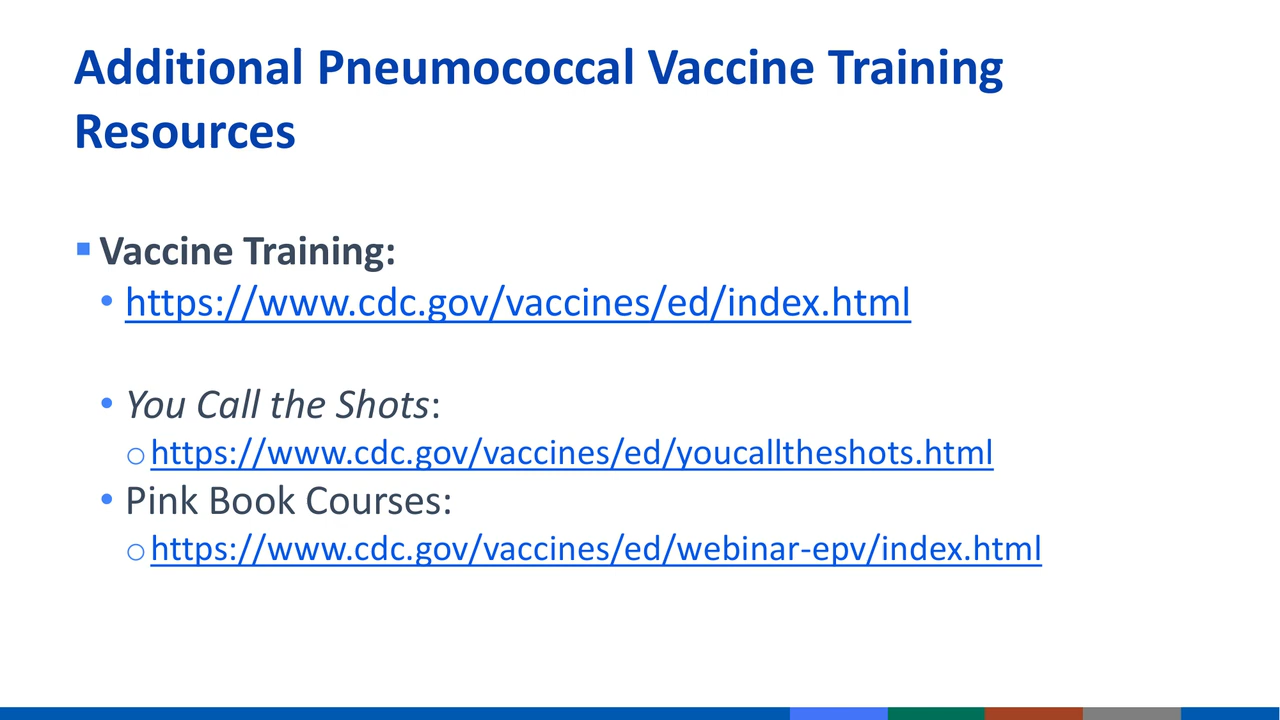 Additional Pneumococcal Vaccine Training
Resources
▪ Vaccine Training:
• https://www.cdc.gov/vaccines/ed/index.html
• You Call the Shots:
o https://www.cdc.gov/vaccines/ed/youcalltheshots.html
• Pink Book Courses:
o https://www.cdc.gov/vaccines/ed/webinar-epv/index.html